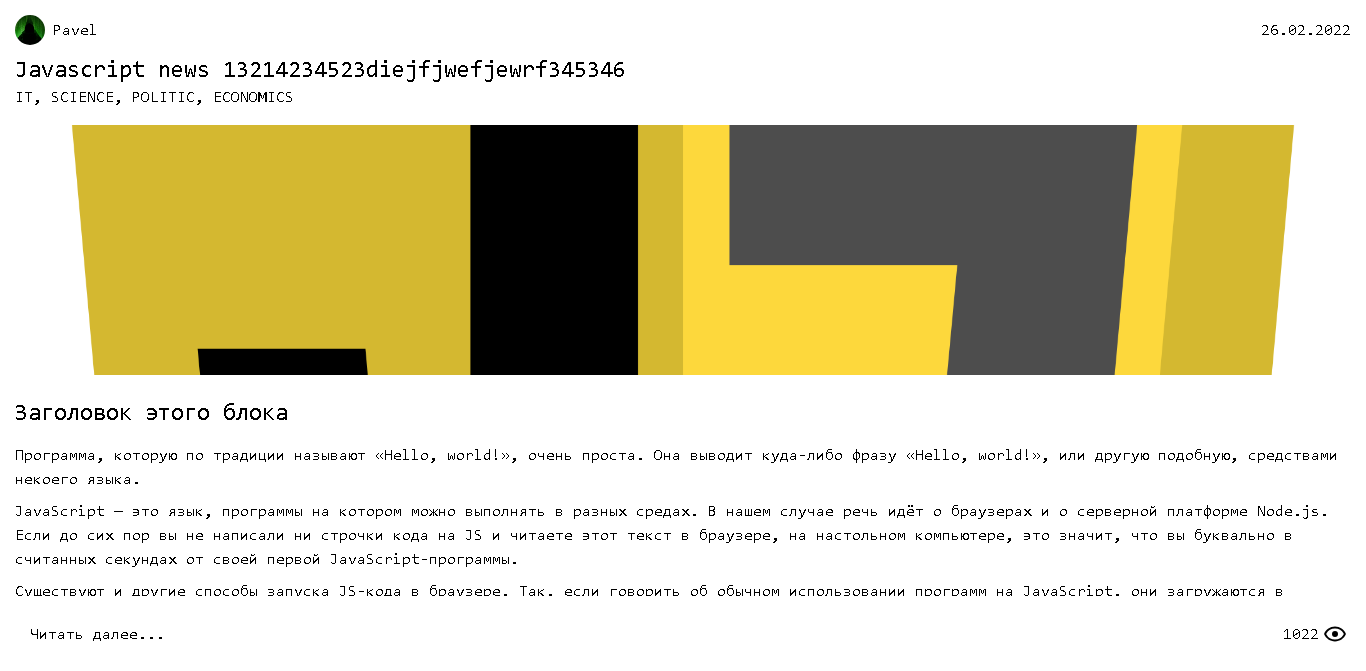 Pavel
26.02.2022
Javascript news 13214234523diejfjwefjewrf345346
IT, SCIENCE, POLITIC, ECONOMICS
Заголовок этого блока
Программа, которую по традиции называют «Hello, world!», очень проста. Она выводит куда-либо фразу «Hello, world!», или другую подобную, средствами
некоего языка.
JavaScript — это язык, программы на котором можно выполнять в разных средах. В нашем случае речь идёт о браузерах и о серверной платформе Node.js.
Если до сих пор вы не написали ни строчки кода на JS и читаете этот текст в браузере, на настольном компьютере, это значит, что вы буквально в
считанных секундах от своей первой JavaScript-программы.
Существуют и другие способы запуска JS-кода в браузере. Так, если говорить об обычном использовании программ на JavaScript, они загружаются в
Читать далее...
1022